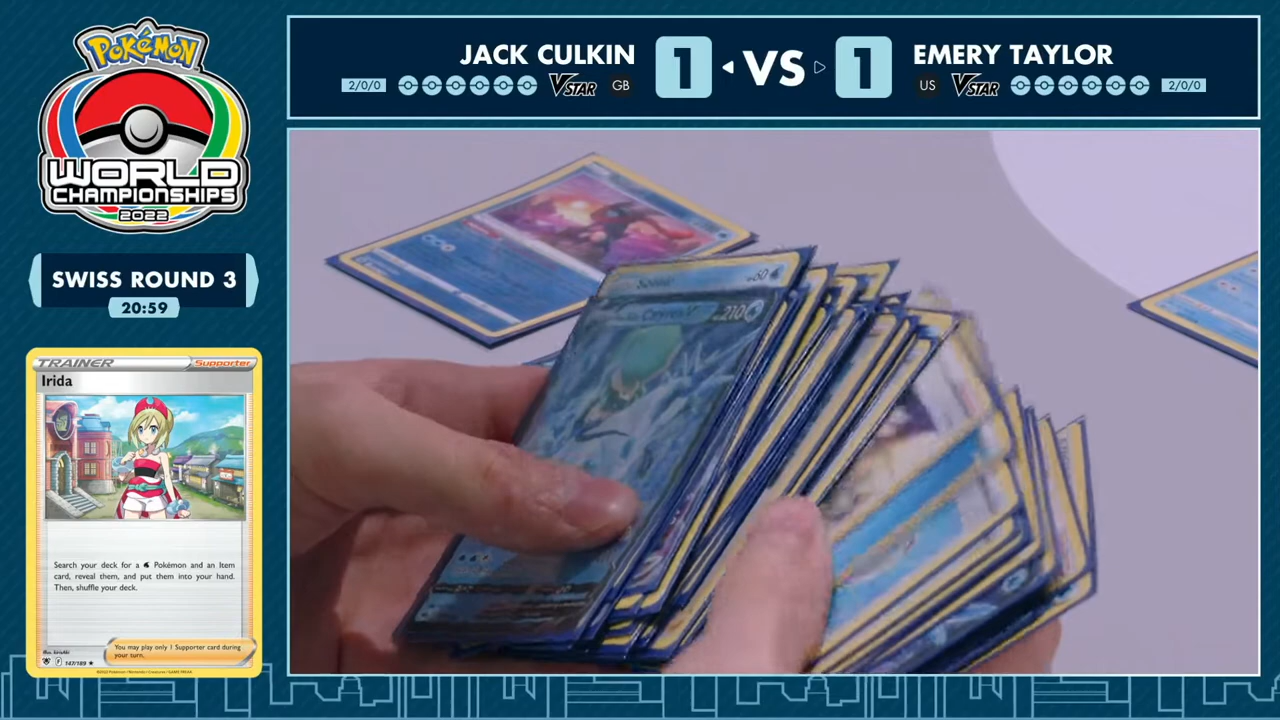 Pokémon
WORLD
CHAMPIONSHIPS
2022
JACK CULKIN
1
VS
1
EMERY TAYLOR
2/0/0
VSTAR
GB
US
VSTAR
2/0/0
SWISS ROUND 3
20:59
TRAINER
Supporter
Irida
Search your deck for a Pokémon and an Item
card, reveal them, and put them into your hand.
Then, shuffle your deck.
You may play only 1 Supporter card during
your turn.
147/189
60
210